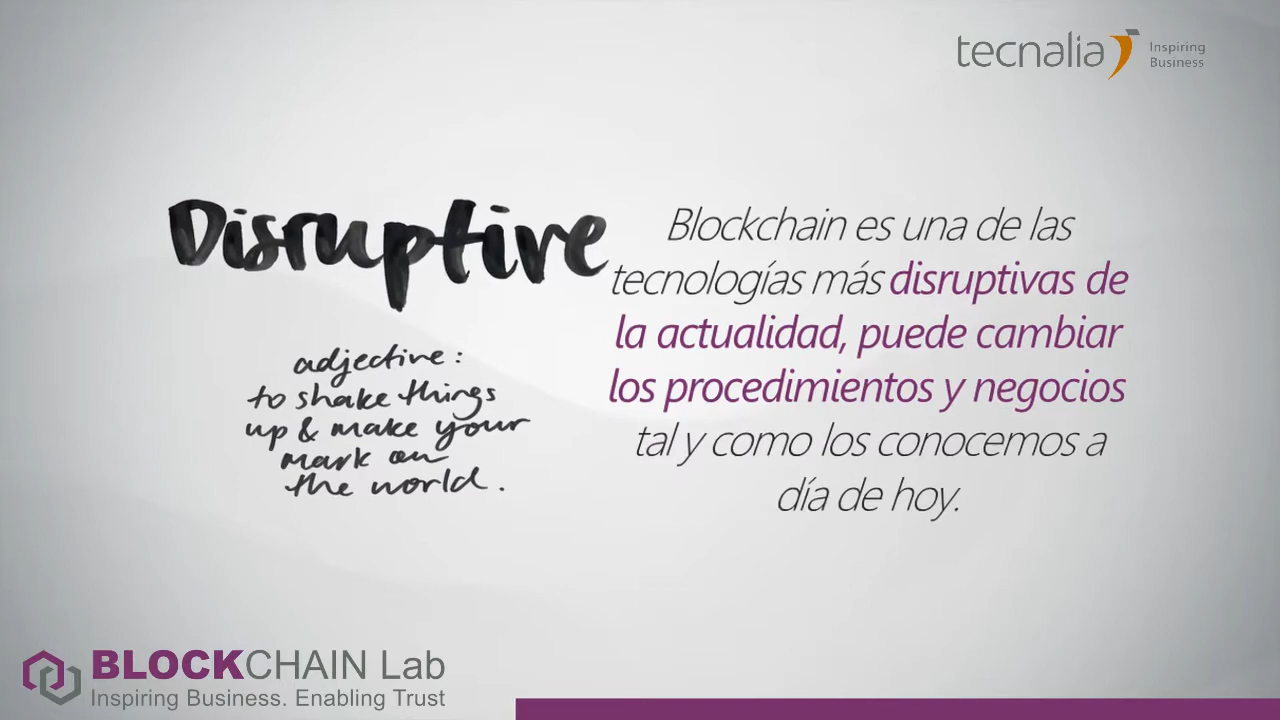 tecnalia
Inspiring
Business
Disruptive
adjective:
to shake things
up & make your
mark on
the world.
Blockchain es una de las
tecnologías más disruptivas de
la actualidad, puede cambiar
los procedimientos y negocios
tal y como los conocemos a
día de hoy.
BLOCKCHAIN Lab
Inspiring Business. Enabling Trust